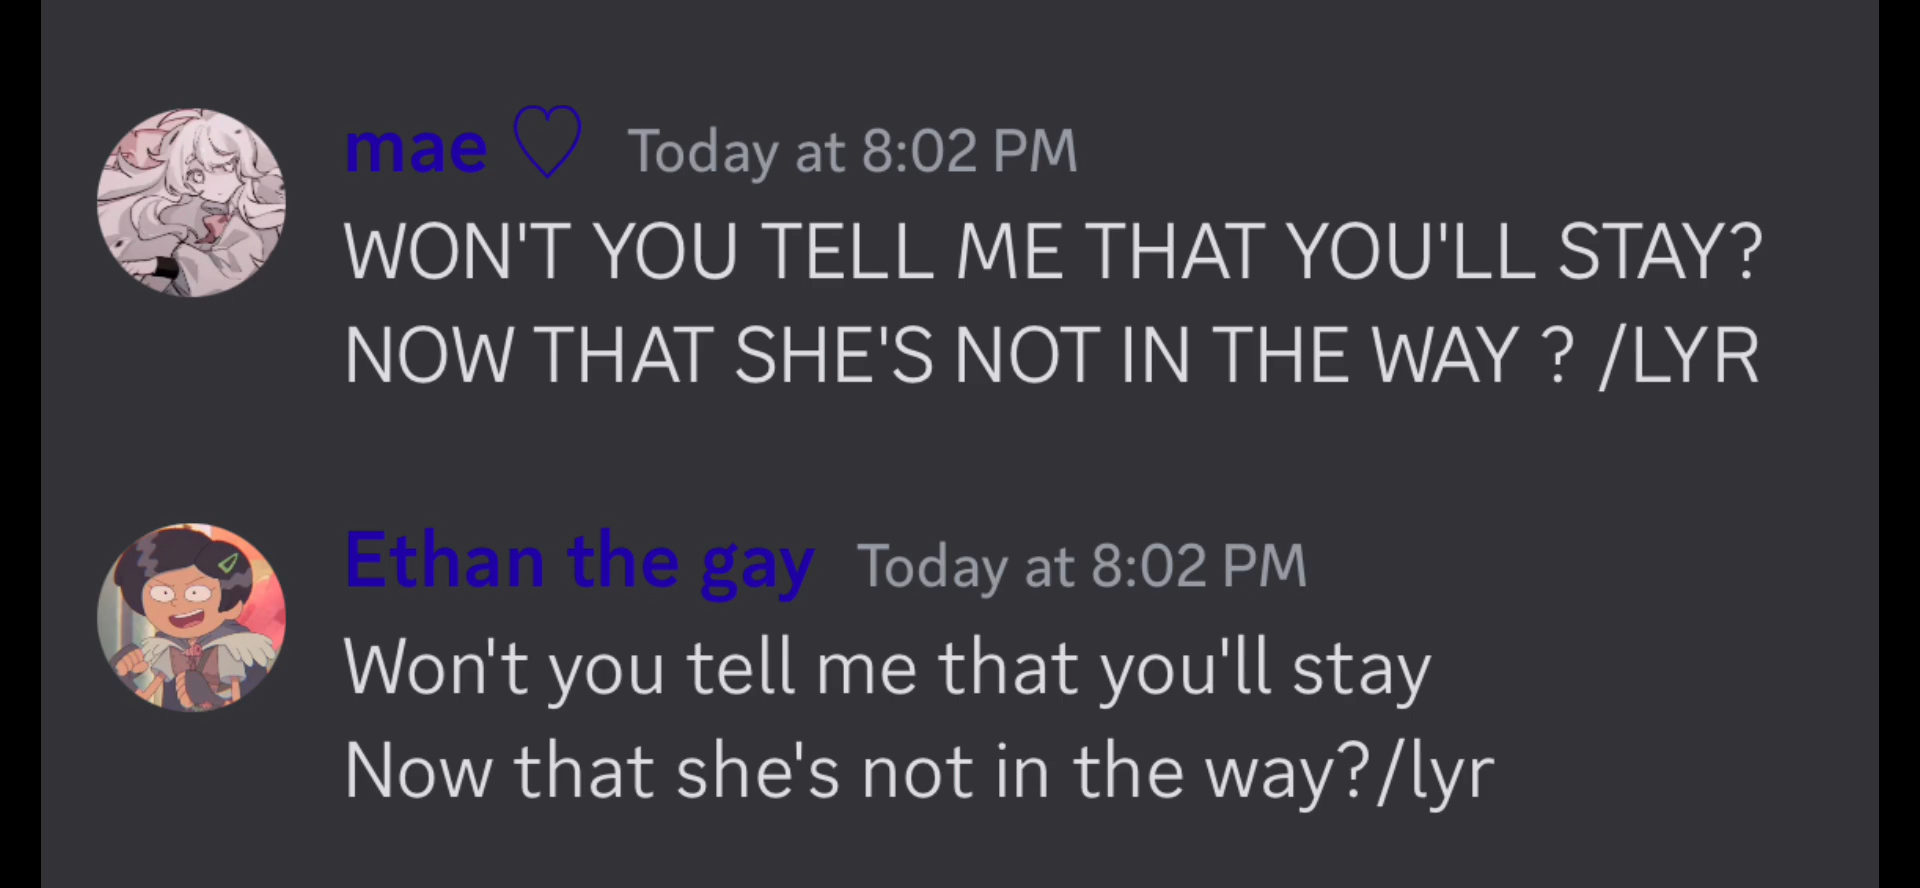 mae ♡ Today at 8:02 PM
WON'T YOU TELL ME THAT YOU'LL STAY?
NOW THAT SHE'S NOT IN THE WAY ? /LYR
Ethan the gay Today at 8:02 PM
Won't you tell me that you'll stay
Now that she's not in the way?/lyr